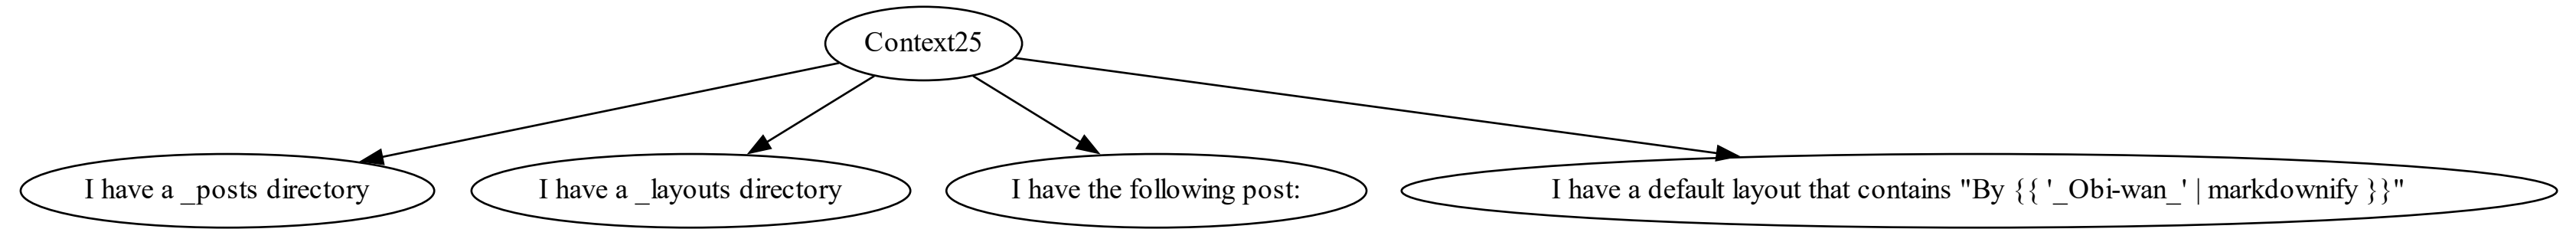 Context25
I have a _posts directory
I have a _layouts directory
I have the following post:
I have a default layout that contains "By {{ '_Obi-wan_' | markdownify }}"